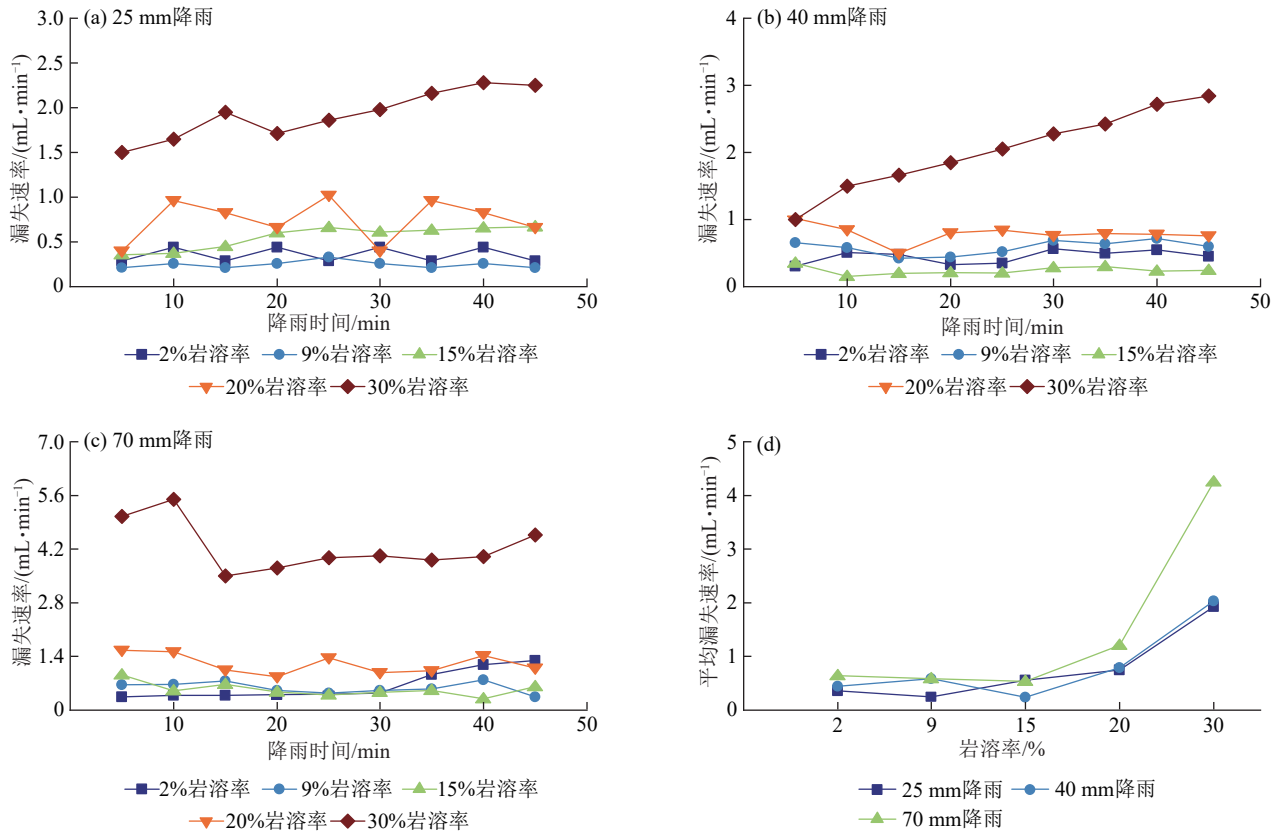 (a) 25 mm降雨
漏失速率/(mL·min⁻¹)
3.0
2.5
2.0
1.5
1.0
0.5
0
10
20
30
40
50
降雨时间/min
2%岩溶率 9%岩溶率 15%岩溶率
20%岩溶率 30%岩溶率
(b) 40 mm降雨
漏失速率/(mL·min⁻¹)
4
3
2
1
0
10
20
30
40
50
降雨时间/min
2%岩溶率 9%岩溶率 15%岩溶率
20%岩溶率 30%岩溶率
(c) 70 mm降雨
漏失速率/(mL·min⁻¹)
7.0
5.6
4.2
2.8
1.4
0
10
20
30
40
50
降雨时间/min
2%岩溶率 9%岩溶率 15%岩溶率
20%岩溶率 30%岩溶率
(d)
平均漏失速率/(mL·min⁻¹)
5
4
3
2
1
0
2
9
15
20
30
岩溶率/%
25 mm降雨 40 mm降雨
70 mm降雨